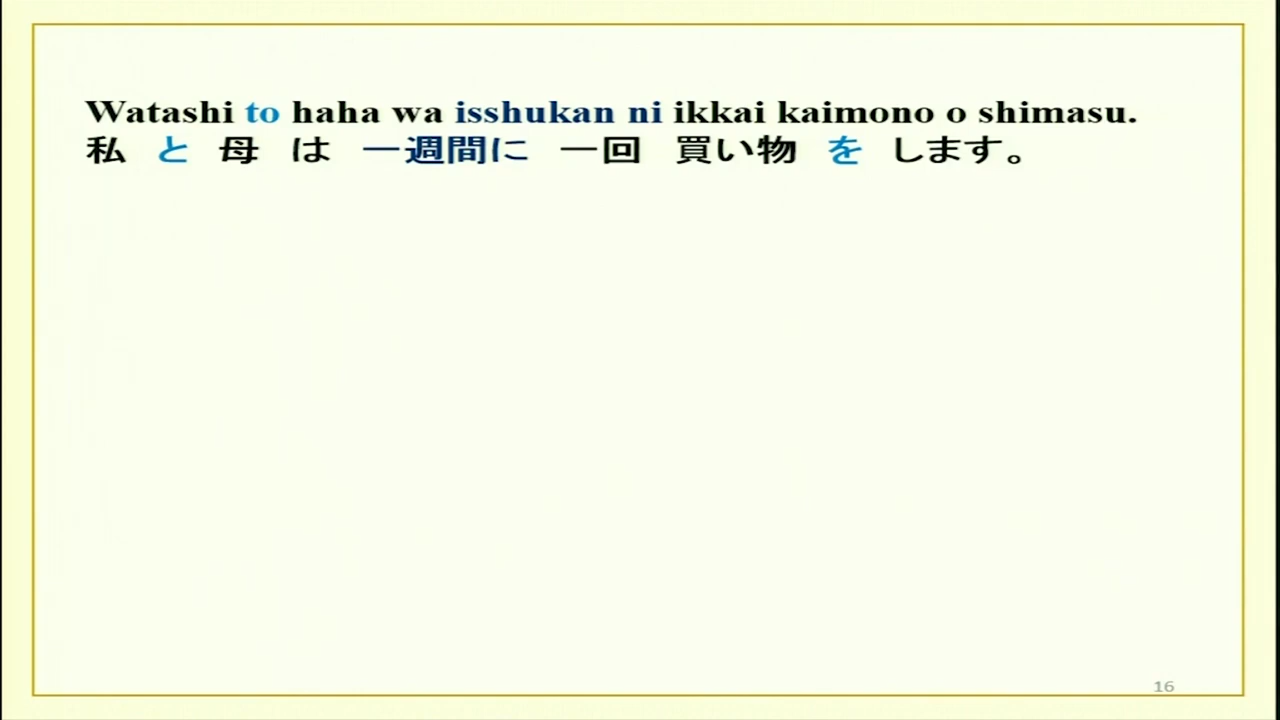 Watashi to haha wa isshukan ni ikkai kaimono o shimasu.
私 と 母 は 一週間に 一回 買い物 を します。
16